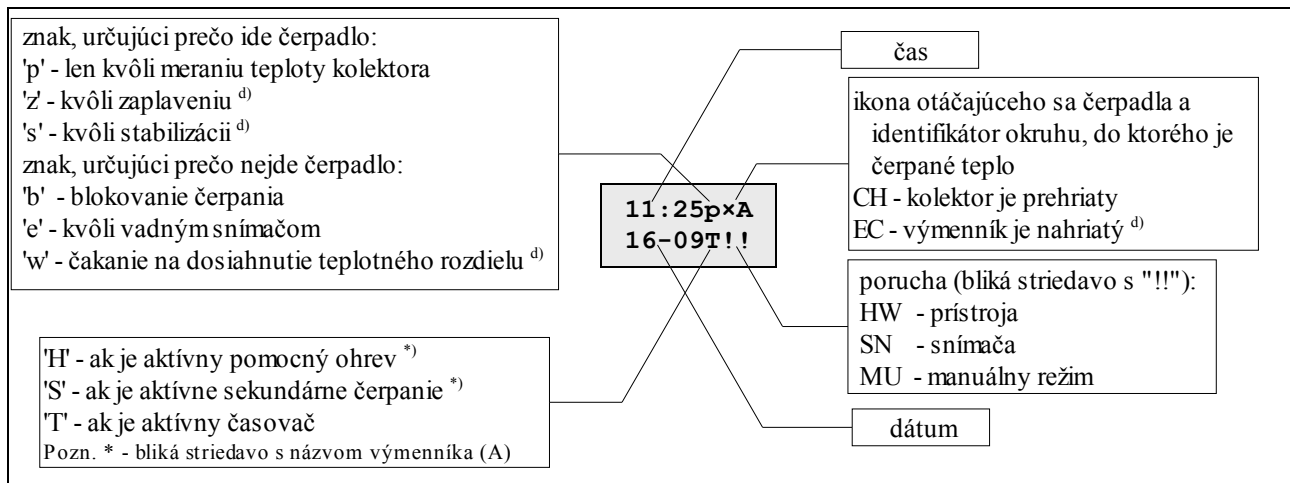 znak, určujúci prečo ide čerpadlo:
'p' - len kvôli meraniu teploty kolektora
'z' - kvôli zaplaveniu d)
's' - kvôli stabilizácii d)
znak, určujúci prečo nejde čerpadlo:
'b' - blokovanie čerpania
'e' - kvôli vadným snímačom
'w' - čakanie na dosiahnutie teplotného rozdielu d)
čas
ikona otáčajúceho sa čerpadla a
identifikátor okruhu, do ktorého je
čerpané teplo
CH - kolektor je prehriaty
EC - výmenník je nahriatý d)
11:25p×A
16-09T!!
porucha (bliká striedavo s "!!"):
HW - prístroja
SN - snímača
MU - manuálny režim
'H' - ak je aktívny pomocný ohrev *)
'S' - ak je aktívne sekundárne čerpanie *)
'T' - ak je aktívny časovač
Pozn. * - bliká striedavo s názvom výmenníka (A)
dátum